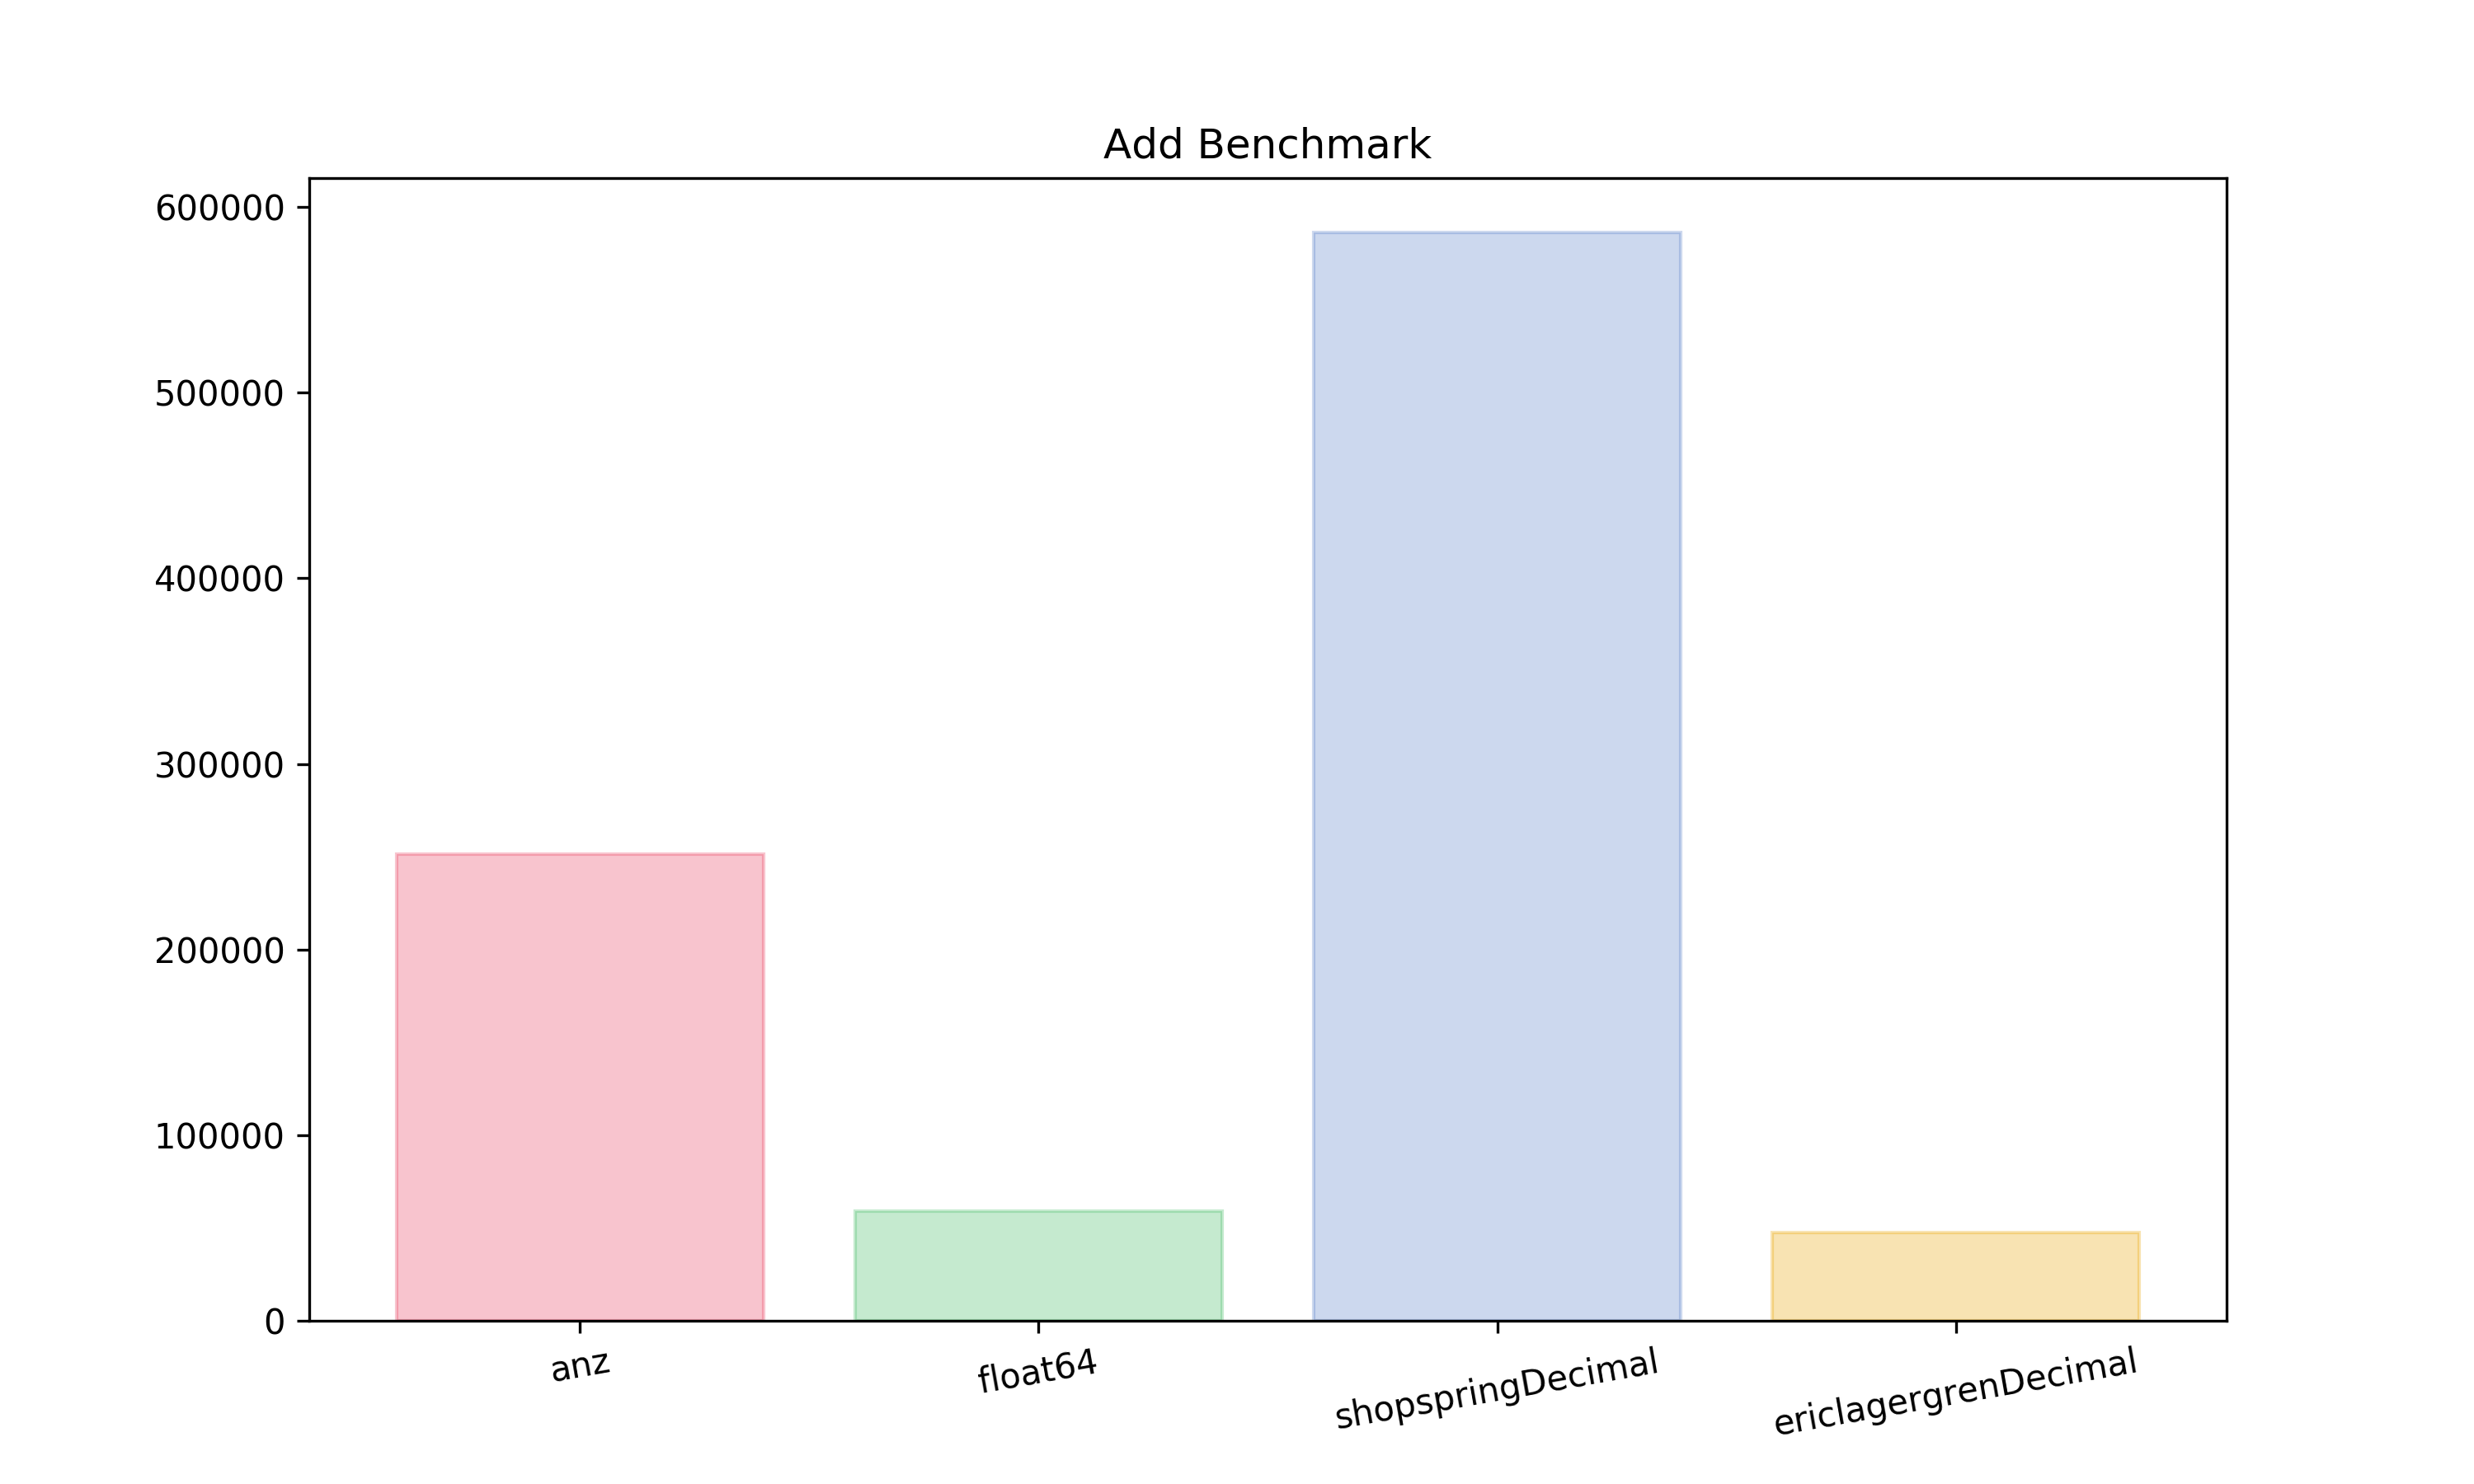 Add Benchmark
600000
500000
400000
300000
200000
100000
0
anz
float64
shopspringDecimal
ericlagergrenDecimal